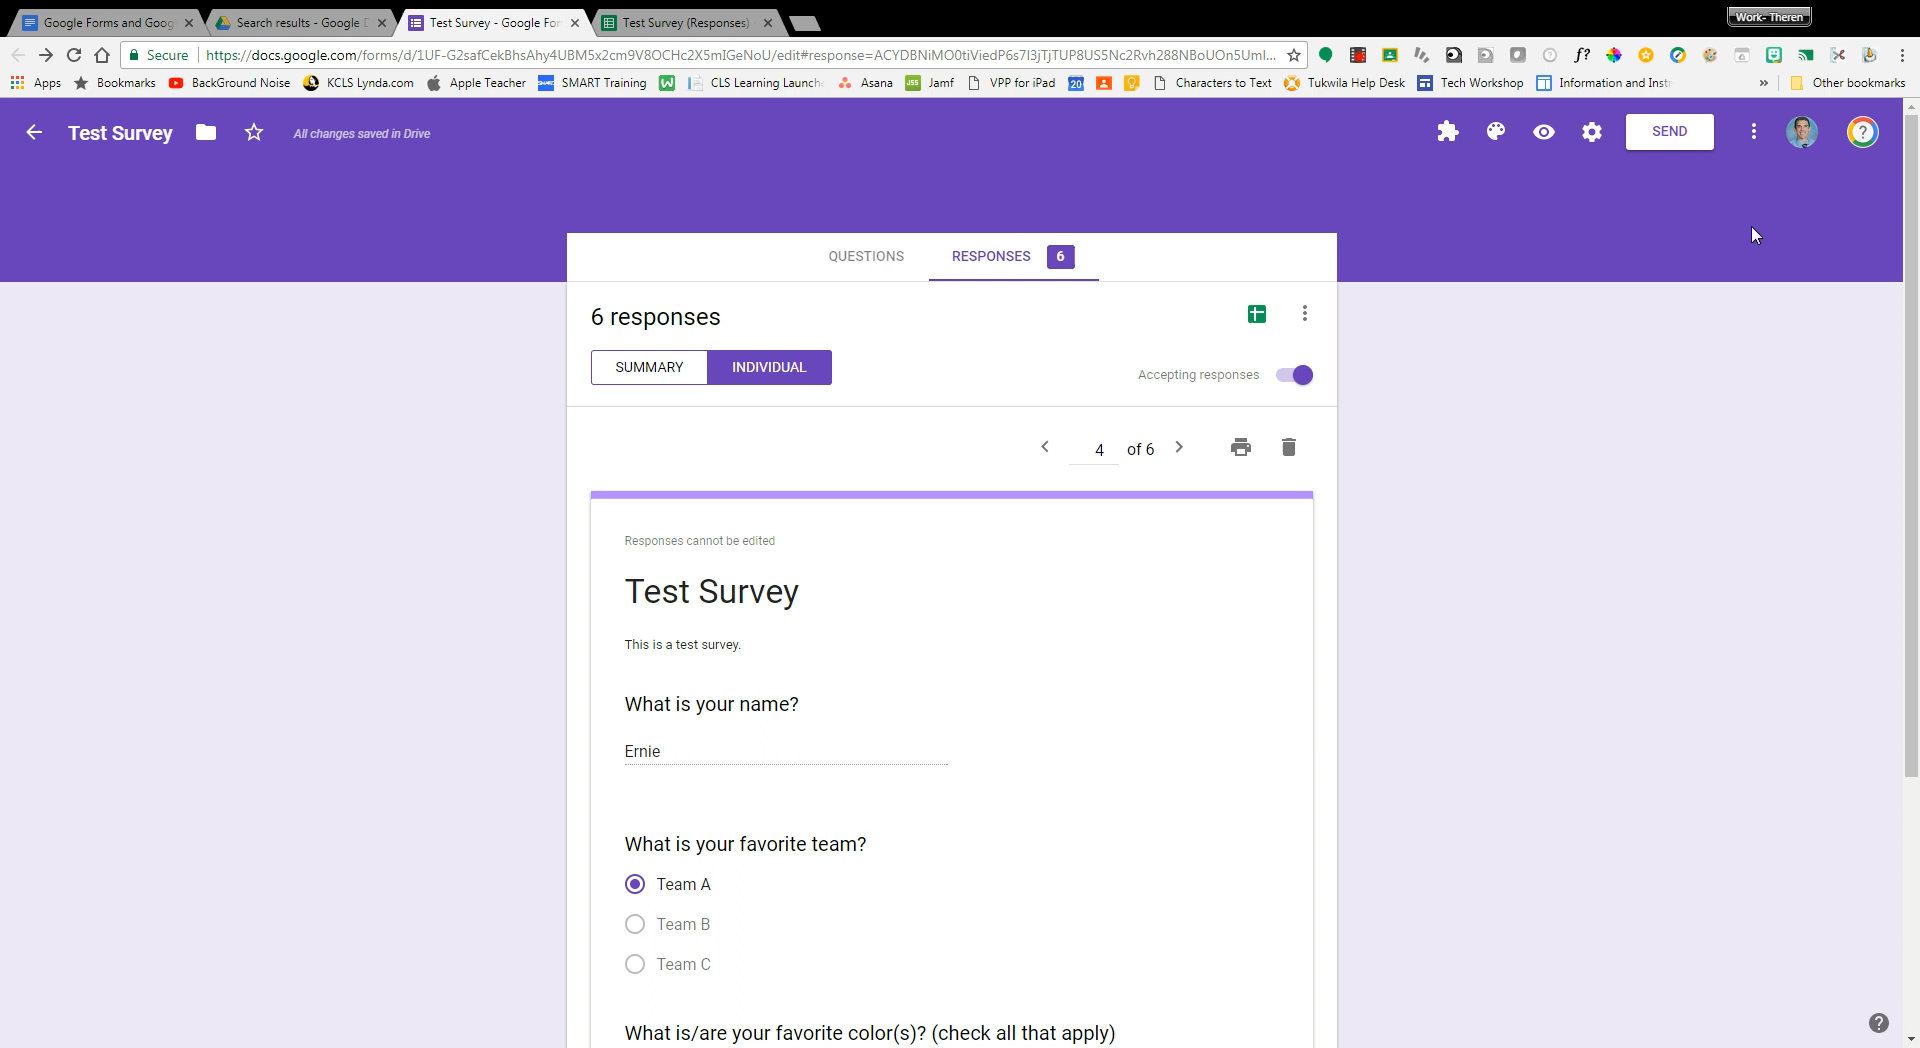 Work- Theren
Google Forms and Goog
Search results - Google D
Test Survey - Google For
Test Survey (Responses)
Secure
https://docs.google.com/forms/d/1UF-G2safCekBhsAhy4UBM5x2cm9V8OCHc2X5mIGeNoU/edit#response=ACYDBNiMO0tiViedP6s7I3jTjTUP8US5Nc2Rvh288NBoUOn5UmI...
Apps Bookmarks BackGround Noise KCLS Lynda.com Apple Teacher SMART Training CLS Learning Launch Asana Jamf VPP for iPad 20 Characters to Text Tukwila Help Desk Tech Workshop Information and Inst » Other bookmarks
Test Survey
All changes saved in Drive
SEND
QUESTIONS
RESPONSES 6
6 responses
SUMMARY INDIVIDUAL
Accepting responses
4 of 6
Responses cannot be edited
Test Survey
This is a test survey.
What is your name?
Ernie
What is your favorite team?
Team A
Team B
Team C
What is/are your favorite color(s)? (check all that apply)